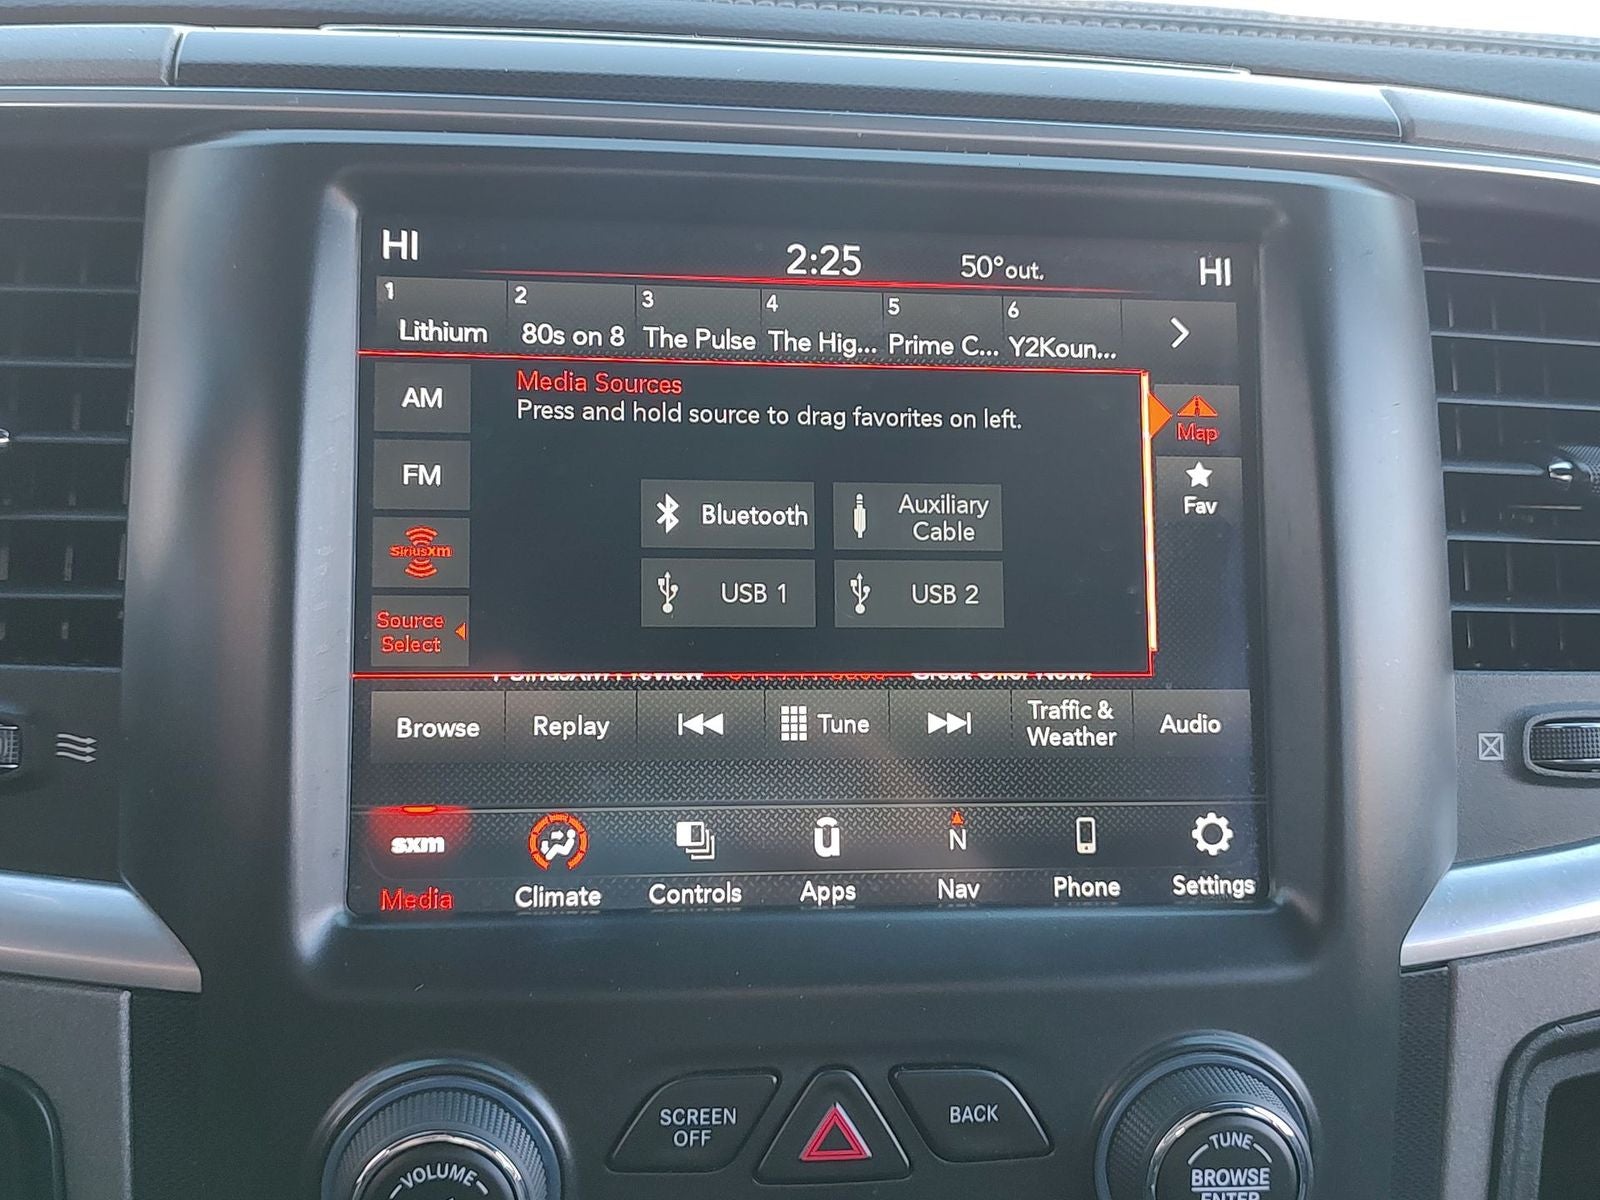 HI 2:25 50° out. HI
1 2 3 4 5 6
Lithium 80s on 8 The Pulse The Hig... Prime C... Y2Koun...
AM
FM
SiriusXM
Source
Select
Media Sources
Press and hold source to drag favorites on left.
Bluetooth
Auxiliary
Cable
USB 1
USB 2
Map
Fav
Browse
Replay
Tune
Traffic &
Weather
Audio
sxm
N
Media Climate Controls Apps Nav Phone Settings
SCREEN
OFF
BACK
VOLUME
TUNE
BROWSE
ENTER